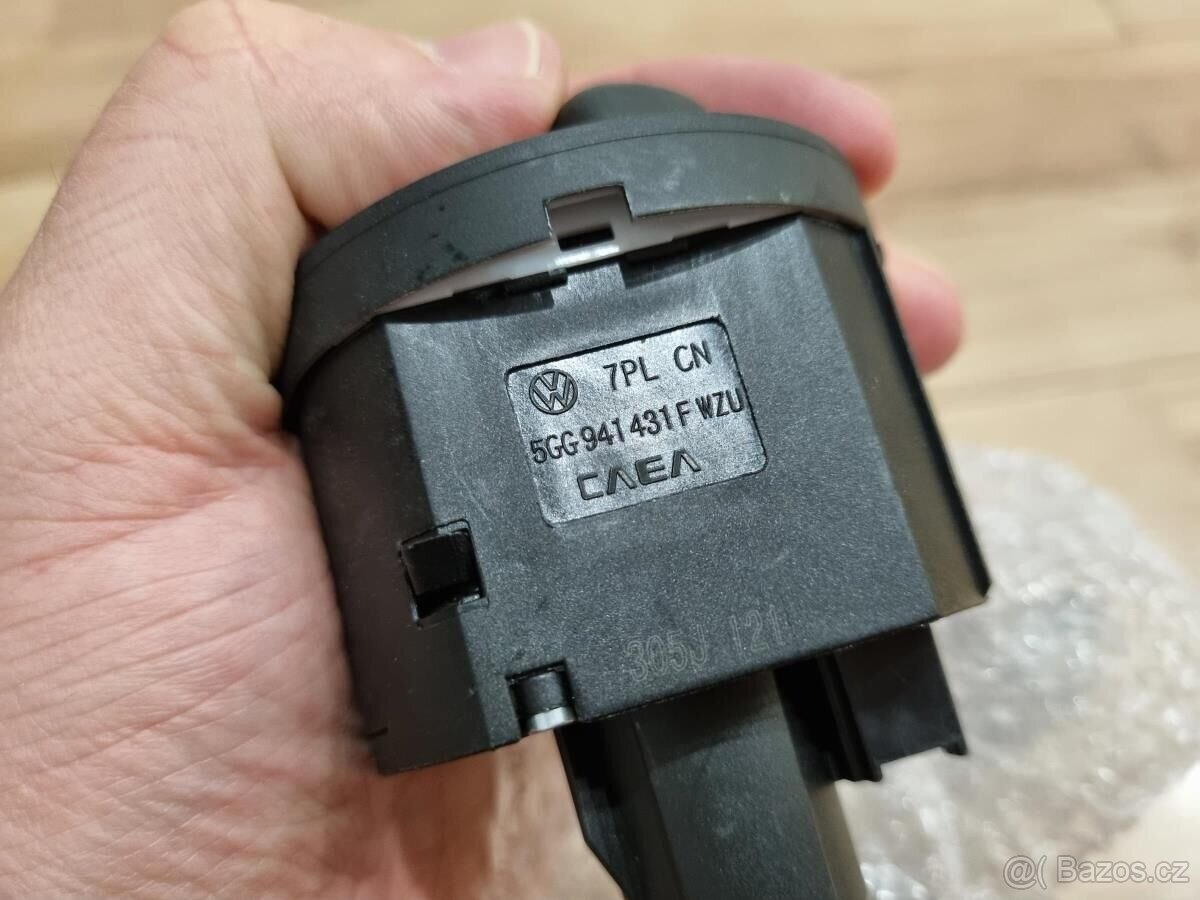 7PL CN
5GG 941 431 F WZU
CAEA
305J 121
@( Bazos.cz